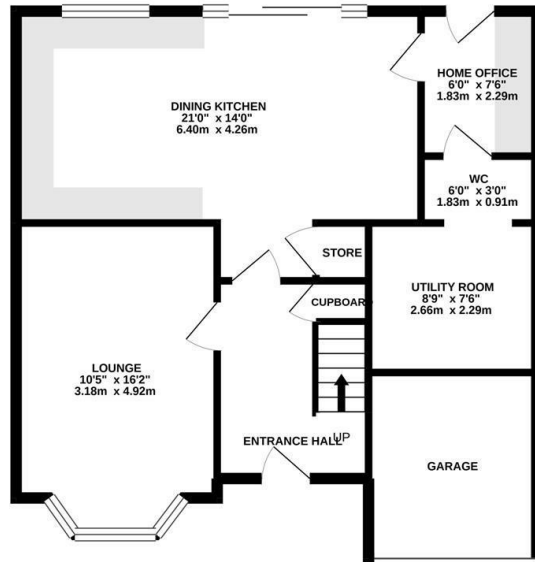 HOME OFFICE
6'0" x 7'6"
1.83m x 2.29m
DINING KITCHEN
21'0" x 14'0"
6.40m x 4.26m
WC
6'0" x 3'0"
1.83m x 0.91m
STORE
UTILITY ROOM
8'9" x 7'6"
2.66m x 2.29m
CUPBOARD
LOUNGE
10'5" x 16'2"
3.18m x 4.92m
ENTRANCE HALL
UP
GARAGE